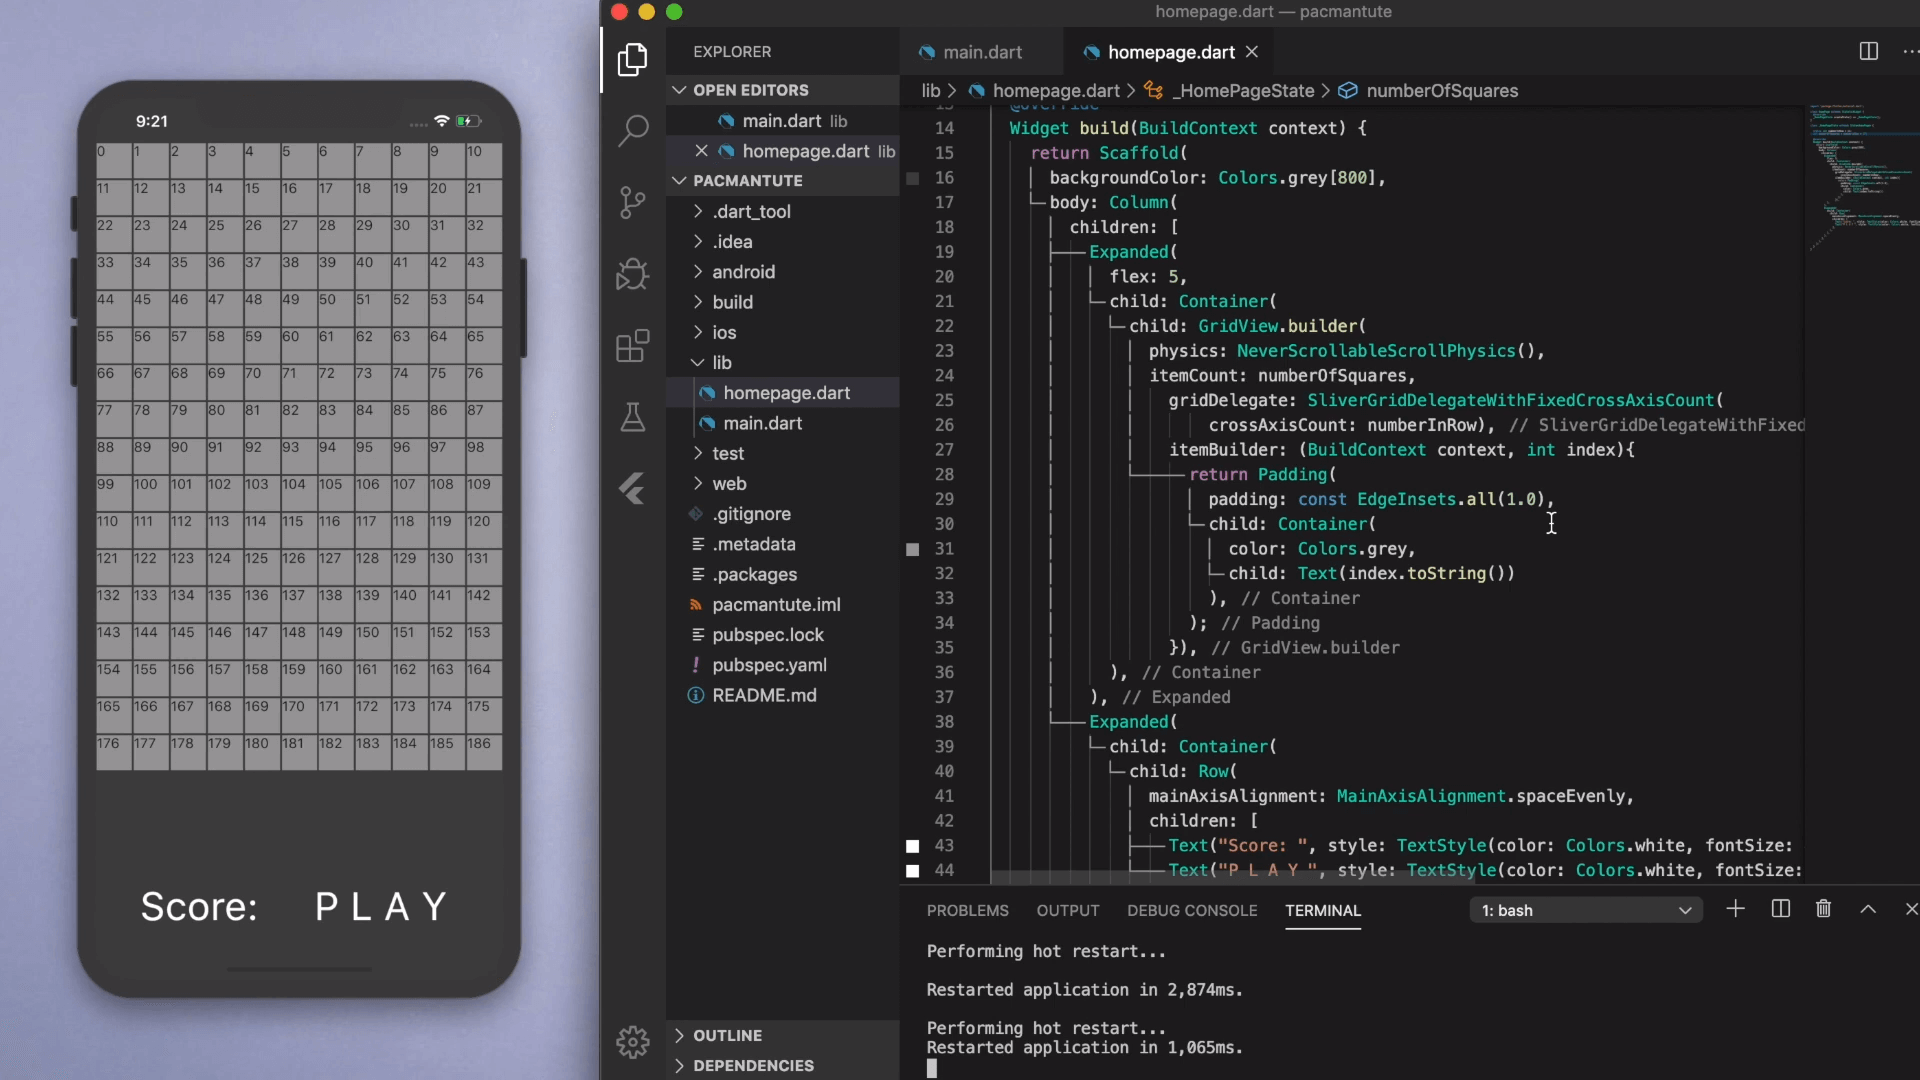 9:21
0 1 2 3 4 5 6 7 8 9 10
11 12 13 14 15 16 17 18 19 20 21
22 23 24 25 26 27 28 29 30 31 32
33 34 35 36 37 38 39 40 41 42 43
44 45 46 47 48 49 50 51 52 53 54
55 56 57 58 59 60 61 62 63 64 65
66 67 68 69 70 71 72 73 74 75 76
77 78 79 80 81 82 83 84 85 86 87
88 89 90 91 92 93 94 95 96 97 98
99 100 101 102 103 104 105 106 107 108 109
110 111 112 113 114 115 116 117 118 119 120
121 122 123 124 125 126 127 128 129 130 131
132 133 134 135 136 137 138 139 140 141 142
143 144 145 146 147 148 149 150 151 152 153
154 155 156 157 158 159 160 161 162 163 164
165 166 167 168 169 170 171 172 173 174 175
176 177 178 179 180 181 182 183 184 185 186
Score: P L A Y
homepage.dart — pacmantute
EXPLORER
OPEN EDITORS
main.dart lib
homepage.dart lib
PACMANTUTE
.dart_tool
.idea
android
build
ios
lib
homepage.dart
main.dart
test
web
.gitignore
.metadata
.packages
pacmantute.iml
pubspec.lock
pubspec.yaml
README.md
OUTLINE
DEPENDENCIES
main.dart homepage.dart
lib > homepage.dart > _HomePageState > numberOfSquares
13 @override
14 Widget build(BuildContext context) {
15 return Scaffold(
16 backgroundColor: Colors.grey[800],
17 body: Column(
18 children: [
19 Expanded(
20 flex: 5,
21 child: Container(
22 child: GridView.builder(
23 physics: NeverScrollableScrollPhysics(),
24 itemCount: numberOfSquares,
25 gridDelegate: SliverGridDelegateWithFixedCrossAxisCount(
26 crossAxisCount: numberInRow), // SliverGridDelegateWithFixed
27 itemBuilder: (BuildContext context, int index){
28 return Padding(
29 padding: const EdgeInsets.all(1.0),
30 child: Container(
31 color: Colors.grey,
32 child: Text(index.toString())
33 ), // Container
34 ); // Padding
35 }), // GridView.builder
36 ), // Container
37 ), // Expanded
38 Expanded(
39 child: Container(
40 child: Row(
41 mainAxisAlignment: MainAxisAlignment.spaceEvenly,
42 children: [
43 Text("Score: ", style: TextStyle(color: Colors.white, fontSize:
44 Text("P L A Y ", style: TextStyle(color: Colors.white, fontSize:
PROBLEMS OUTPUT DEBUG CONSOLE TERMINAL 1: bash
Performing hot restart...
Restarted application in 2,874ms.
Performing hot restart...
Restarted application in 1,065ms.